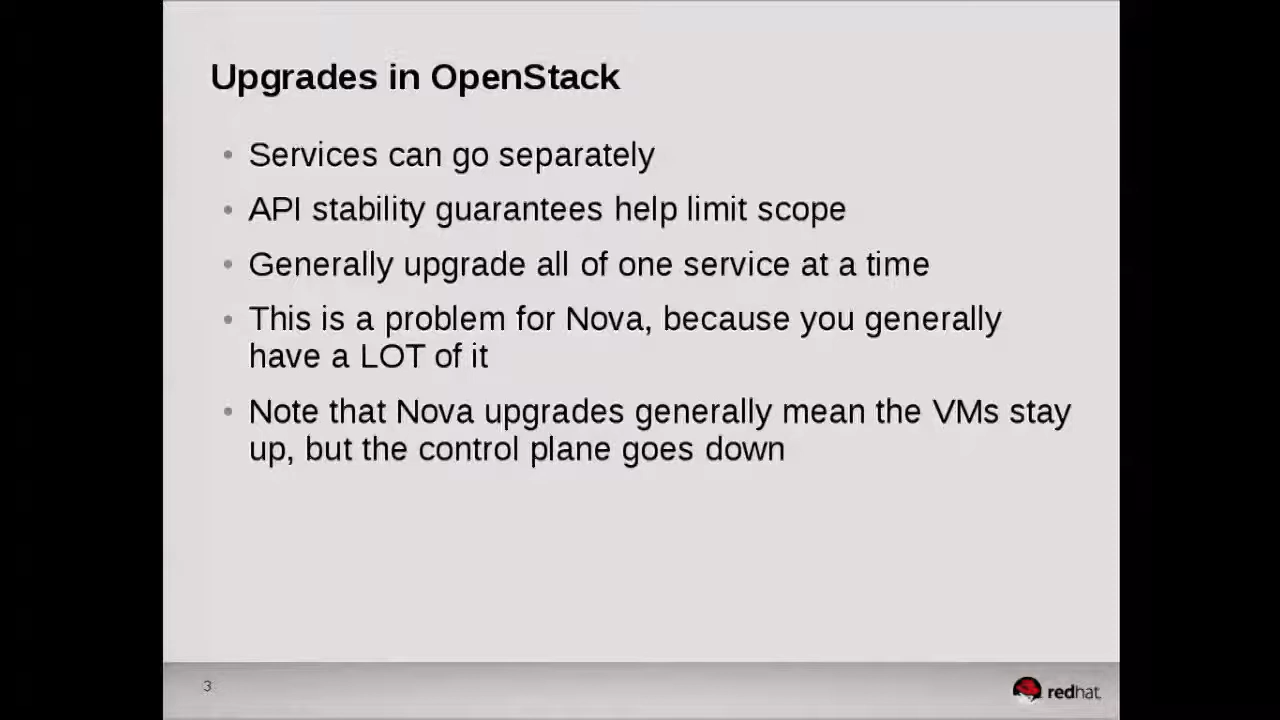 Upgrades in OpenStack
• Services can go separately
• API stability guarantees help limit scope
• Generally upgrade all of one service at a time
• This is a problem for Nova, because you generally
have a LOT of it
• Note that Nova upgrades generally mean the VMs stay
up, but the control plane goes down
3
redhat.